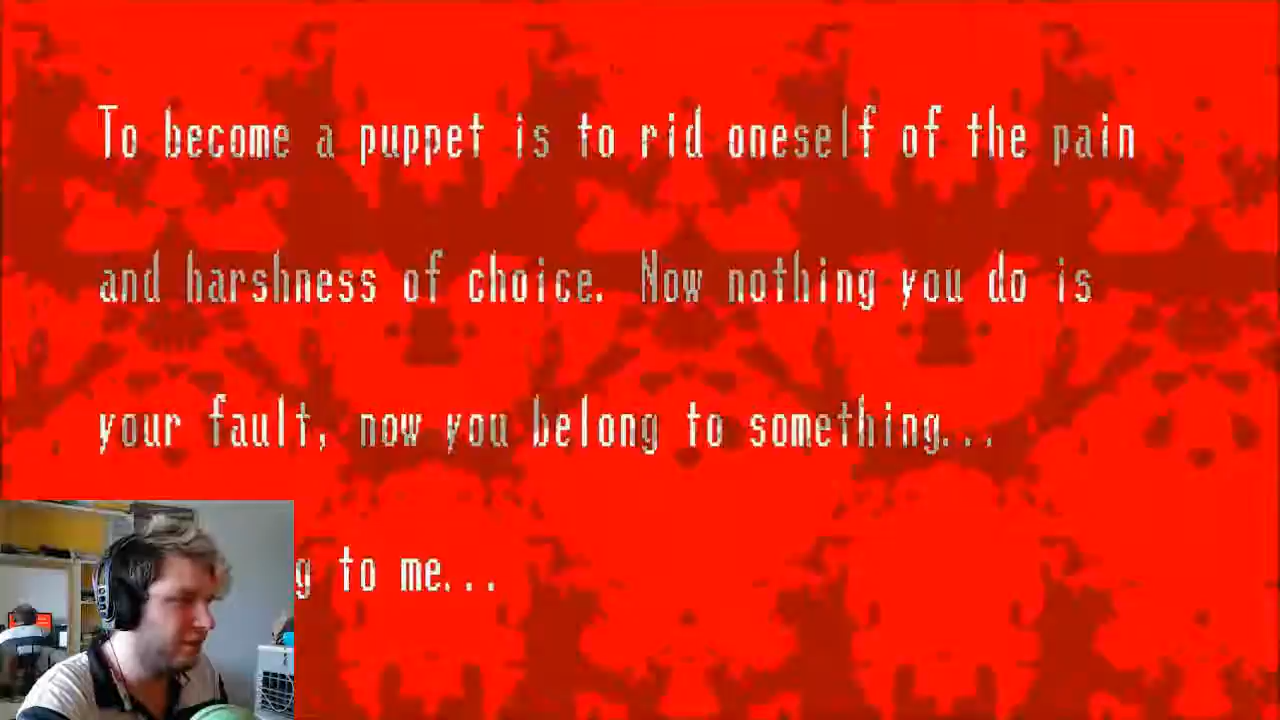 To become a puppet is to rid oneself of the pain
and harshness of choice. Now nothing you do is
your fault, now you belong to something...
to me...